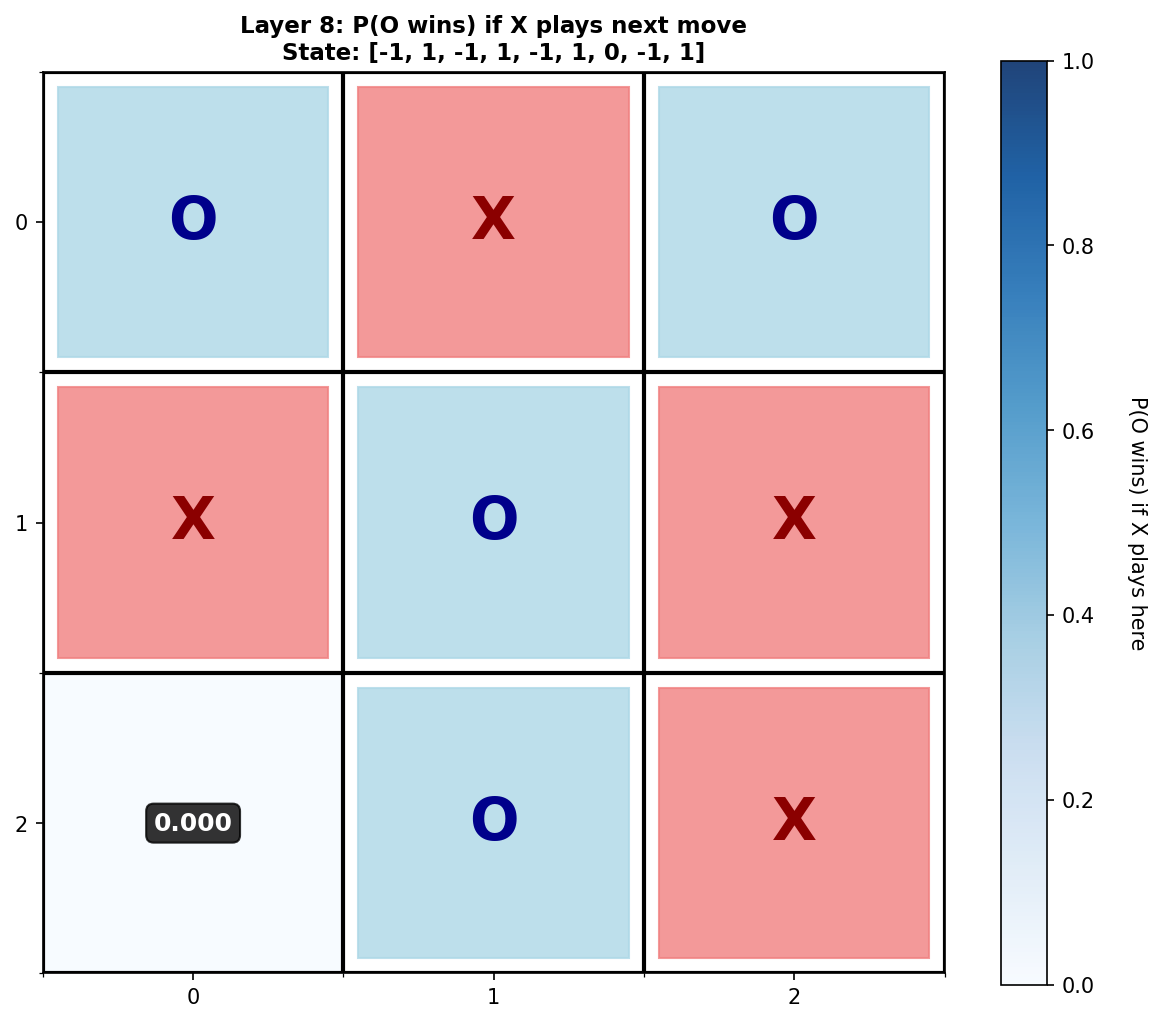 Layer 8: P(O wins) if X plays next move
State: [-1, 1, -1, 1, -1, 1, 0, -1, 1]
0
O
X
O
1
X
O
X
2
0.000
O
X
0
1
2
1.0
0.8
0.6
0.4
0.2
0.0
P(O wins) if X plays here